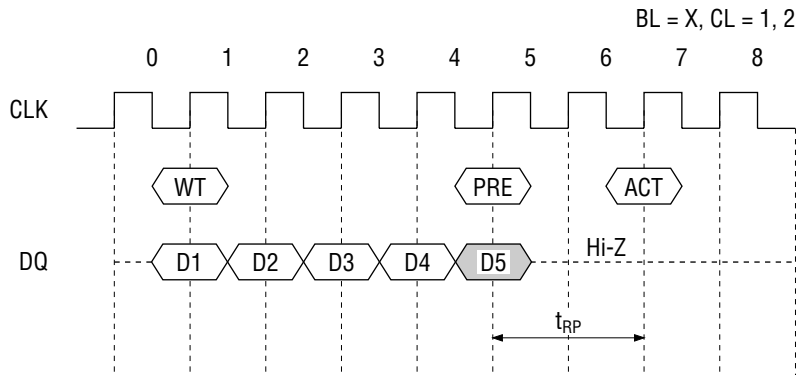 BL = X, CL = 1, 2
0 1 2 3 4 5 6 7 8
CLK
WT PRE ACT
DQ D1 D2 D3 D4 D5 Hi-Z
tRP